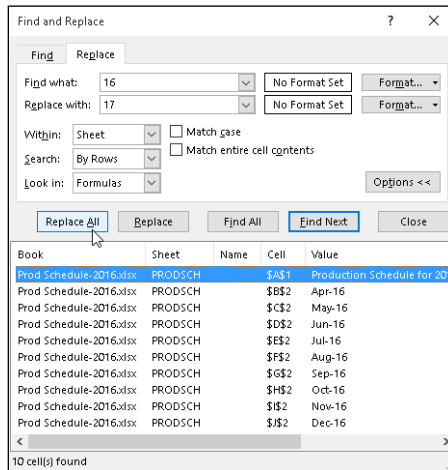 Find and Replace ? X
Find Replace
Find what: 16 No Format Set Format...
Replace with: 17 No Format Set Format...
Within: Sheet Match case
Search: By Rows Match entire cell contents
Look in: Formulas Options <<
Replace All Replace Find All Find Next Close
Book Sheet Name Cell Value
Prod Schedule-2016.xlsx PRODSCH $A$1 Production Schedule for 20
Prod Schedule-2016.xlsx PRODSCH $B$2 Apr-16
Prod Schedule-2016.xlsx PRODSCH $C$2 May-16
Prod Schedule-2016.xlsx PRODSCH $D$2 Jun-16
Prod Schedule-2016.xlsx PRODSCH $E$2 Jul-16
Prod Schedule-2016.xlsx PRODSCH $F$2 Aug-16
Prod Schedule-2016.xlsx PRODSCH $G$2 Sep-16
Prod Schedule-2016.xlsx PRODSCH $H$2 Oct-16
Prod Schedule-2016.xlsx PRODSCH $I$2 Nov-16
Prod Schedule-2016.xlsx PRODSCH $J$2 Dec-16
10 cell(s) found